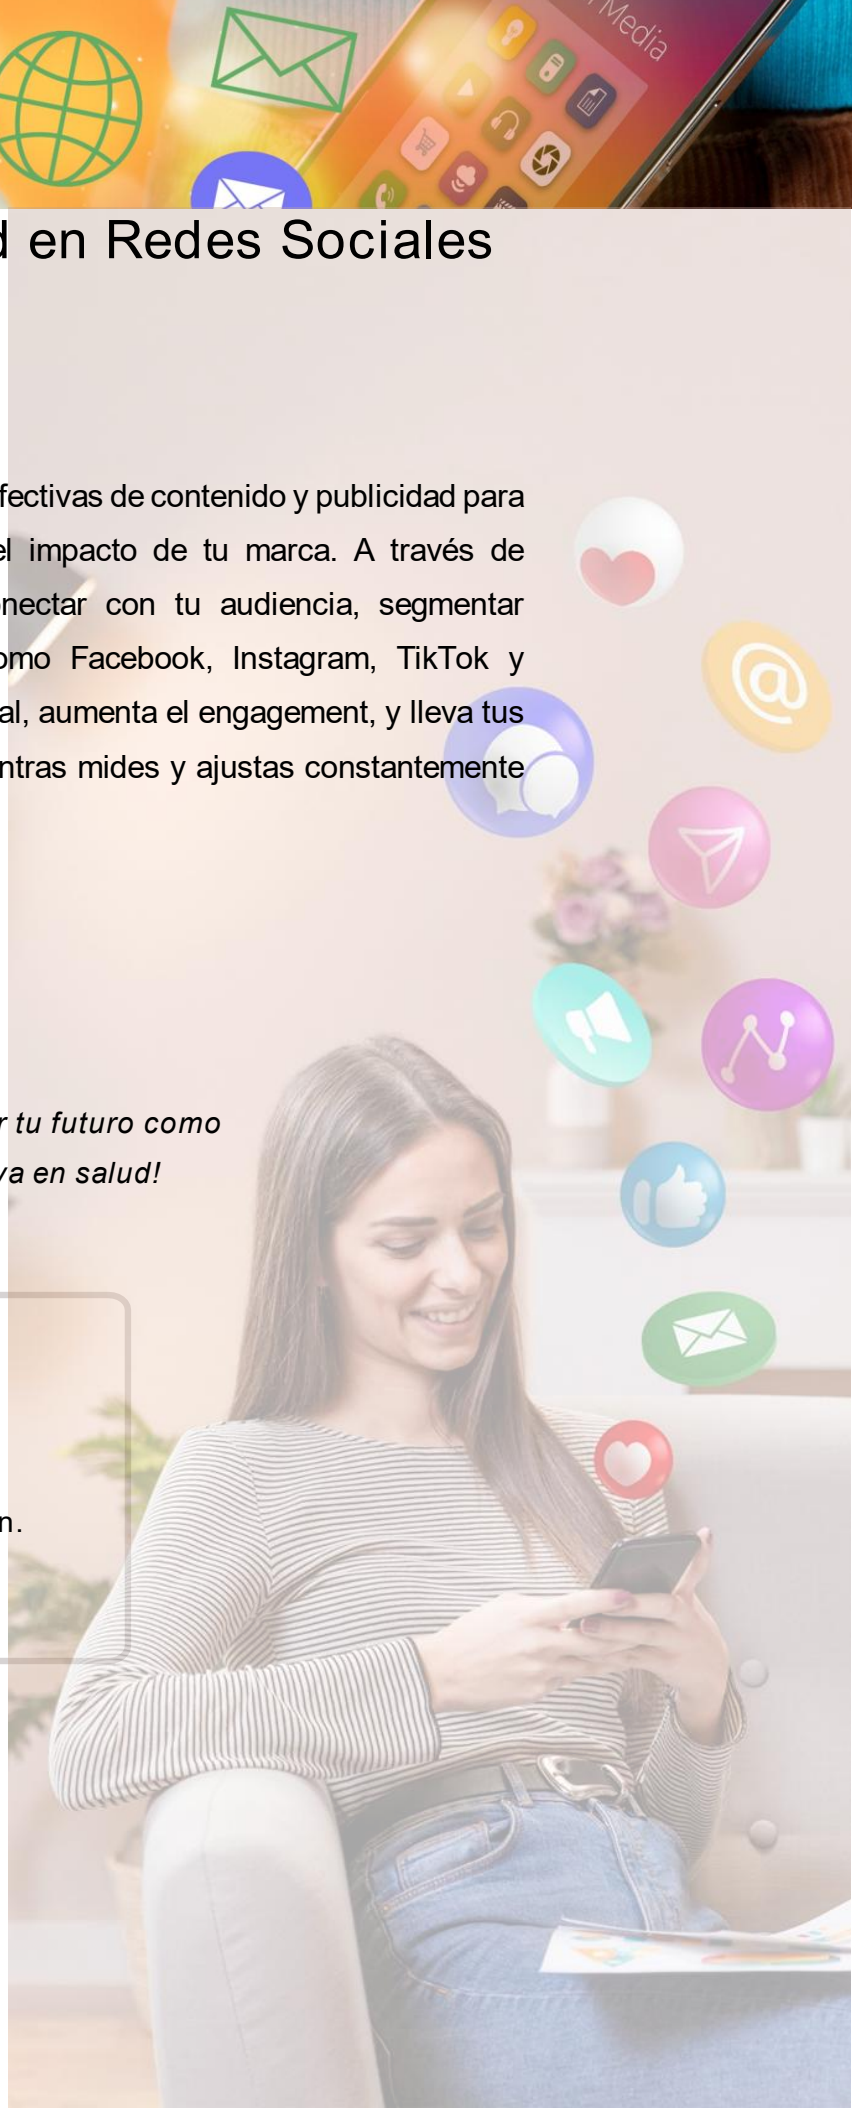 Media
en Redes Sociales
fectivas de contenido y publicidad para
el impacto de tu marca. A través de
nectar con tu audiencia, segmentar
omo Facebook, Instagram, TikTok y
al, aumenta el engagement, y lleva tus
ntras mides y ajustas constantemente
r tu futuro como
va en salud!
n.